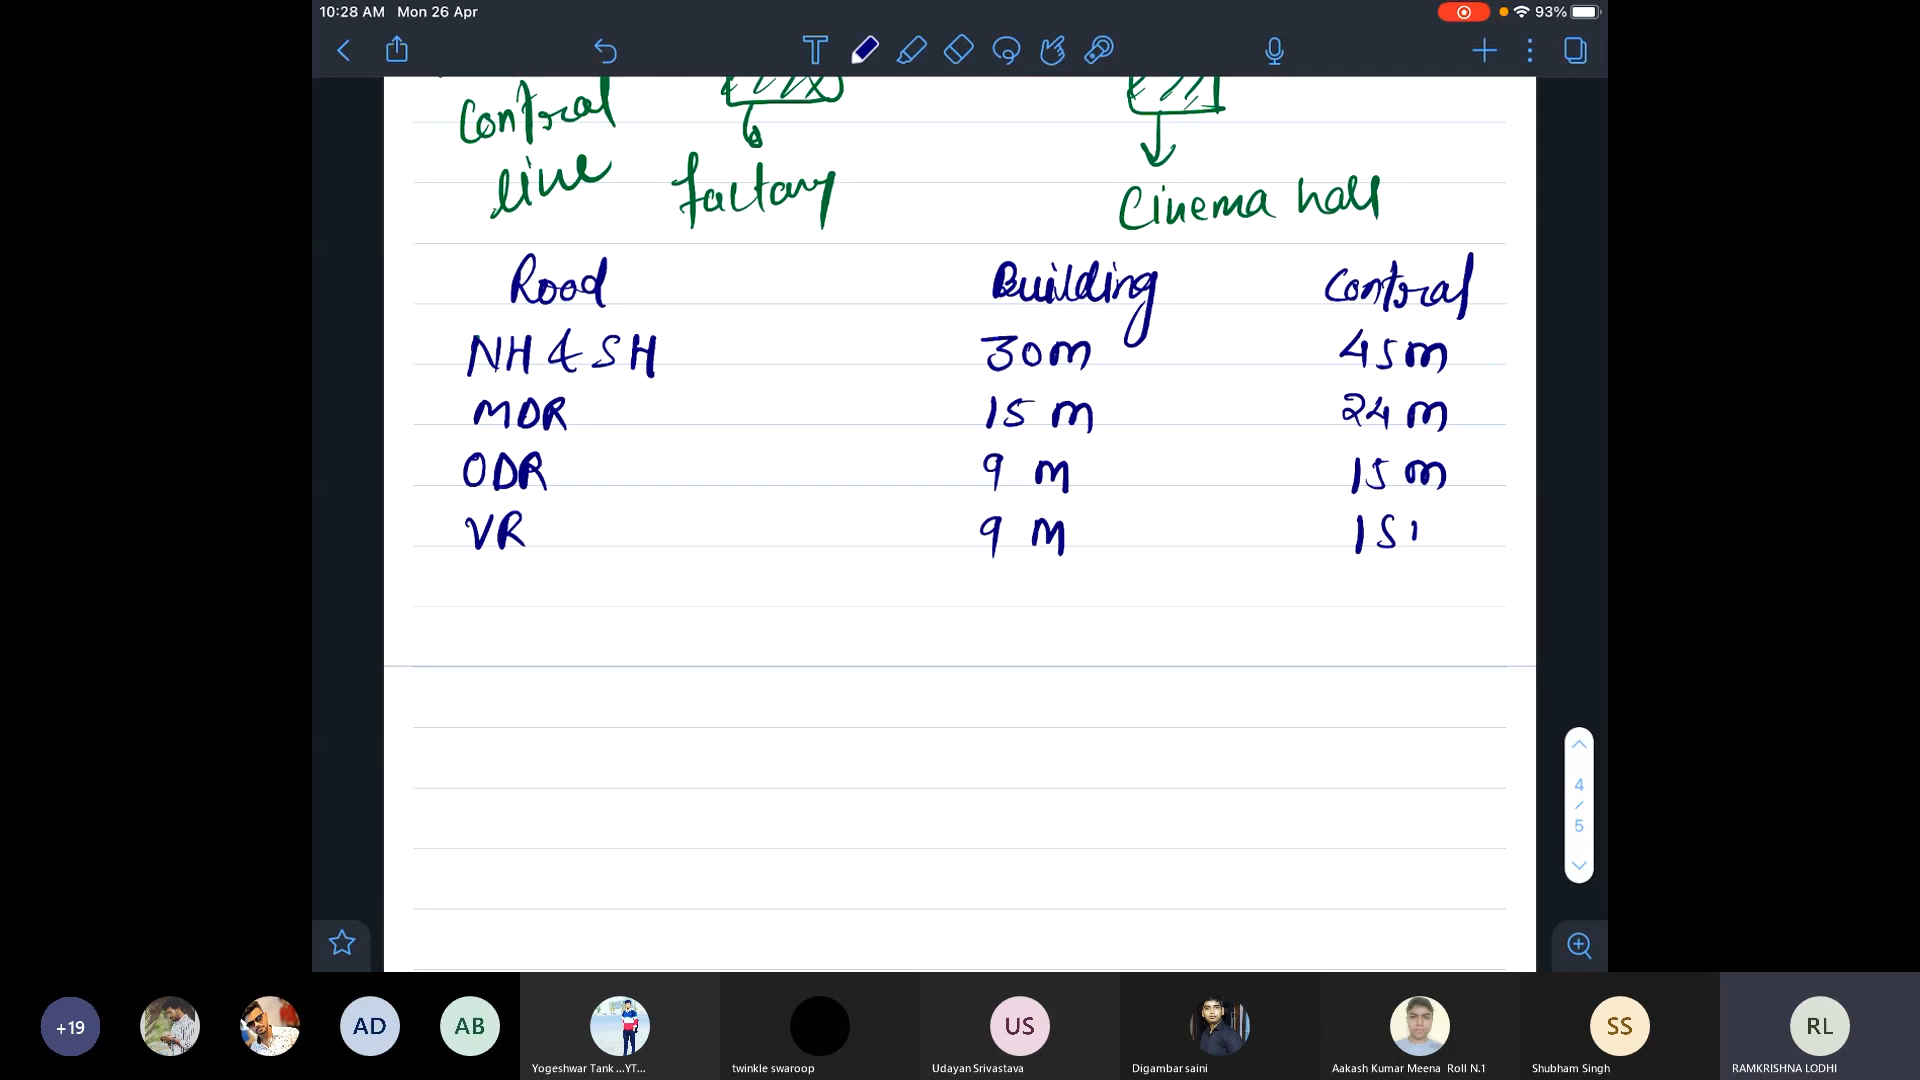 10:28 AM Mon 26 Apr
93%
T
Control
line
factory
Cinema hall
Road Building Control
NH & SH 30m 45m
MDR 15 m 24 m
ODR 9 m 15 m
VR 9 m 15
4
/
5
+19
AD
AB
US
SS
RL
Yogeshwar Tank ...YT...
twinkle swaroop
Udayan Srivastava
Digambar saini
Aakash Kumar Meena Roll N.1
Shubham Singh
RAMKRISHNA LODHI